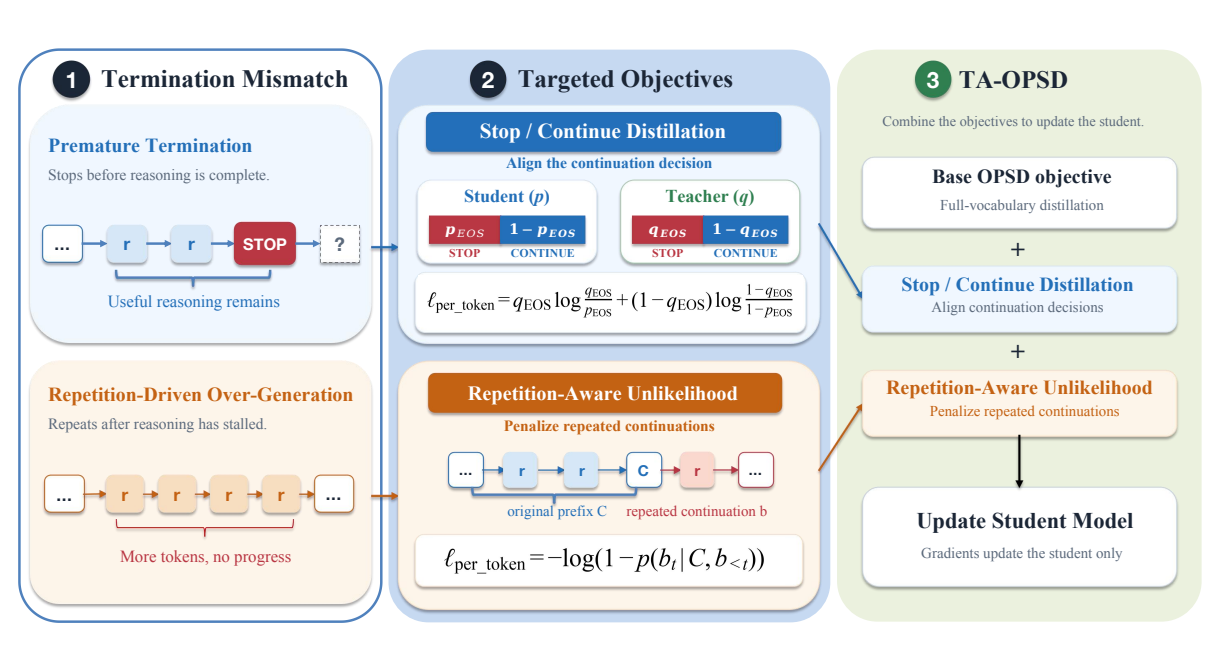 1 Termination Mismatch
Premature Termination
Stops before reasoning is complete.
... r r STOP ?
Useful reasoning remains
Repetition-Driven Over-Generation
Repeats after reasoning has stalled.
... r r r r ...
More tokens, no progress
2 Targeted Objectives
Stop / Continue Distillation
Align the continuation decision
Student (p)
p_EOS 1 − p_EOS
STOP CONTINUE
Teacher (q)
q_EOS 1 − q_EOS
STOP CONTINUE
ℓ_per_token = q_EOS log q_EOS/p_EOS + (1 − q_EOS) log 1−q_EOS/1−p_EOS
Repetition-Aware Unlikelihood
Penalize repeated continuations
... r r C r ...
original prefix C repeated continuation b
ℓ_per_token = −log(1 − p(b_t | C, b_<t))
3 TA-OPSD
Combine the objectives to update the student.
Base OPSD objective
Full-vocabulary distillation
+
Stop / Continue Distillation
Align continuation decisions
+
Repetition-Aware Unlikelihood
Penalize repeated continuations
Update Student Model
Gradients update the student only